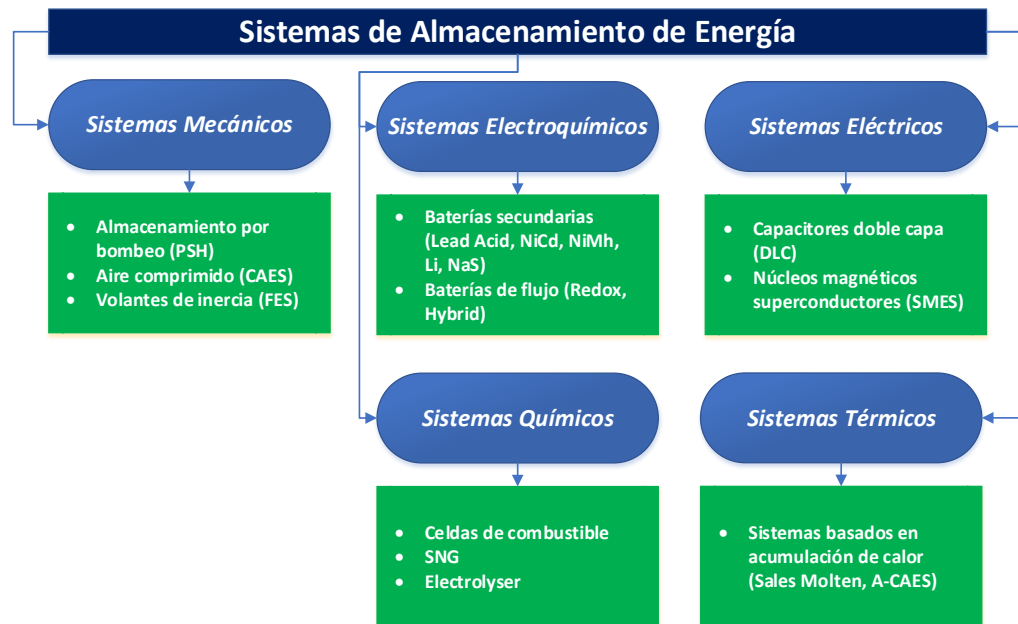 Sistemas de Almacenamiento de Energía
Sistemas Mecánicos
• Almacenamiento por
bombeo (PSH)
• Aire comprimido (CAES)
• Volantes de inercia (FES)
Sistemas Electroquímicos
• Baterías secundarias
(Lead Acid, NiCd, NiMh,
Li, NaS)
• Baterías de flujo (Redox,
Hybrid)
Sistemas Eléctricos
• Capacitores doble capa
(DLC)
• Núcleos magnéticos
superconductores (SMES)
Sistemas Químicos
• Celdas de combustible
• SNG
• Electrolyser
Sistemas Térmicos
• Sistemas basados en
acumulación de calor
(Sales Molten, A-CAES)